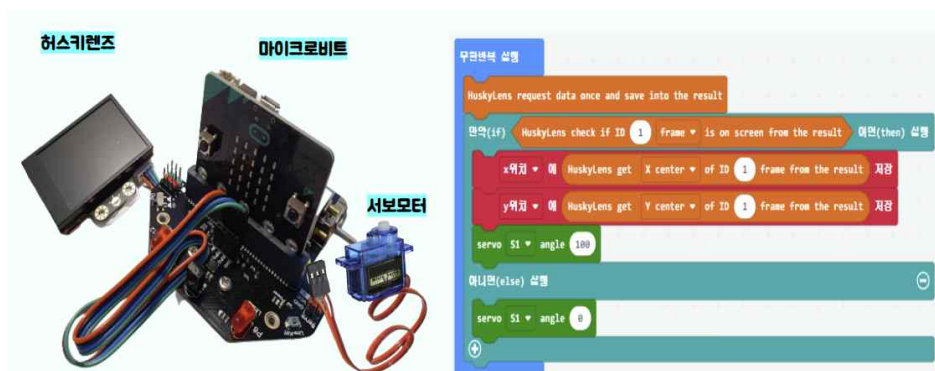 허스키렌즈
마이크로비트
서보모터
무한반복 실행
HuskyLens request data once and save into the result
만약(if) HuskyLens check if ID 1 frame is on screen from the result 이면(then) 실행
x위치 에 HuskyLens get X center of ID 1 frame from the result 저장
y위치 에 HuskyLens get Y center of ID 1 frame from the result 저장
servo S1 angle 100
아니면(else) 실행
servo S1 angle 0